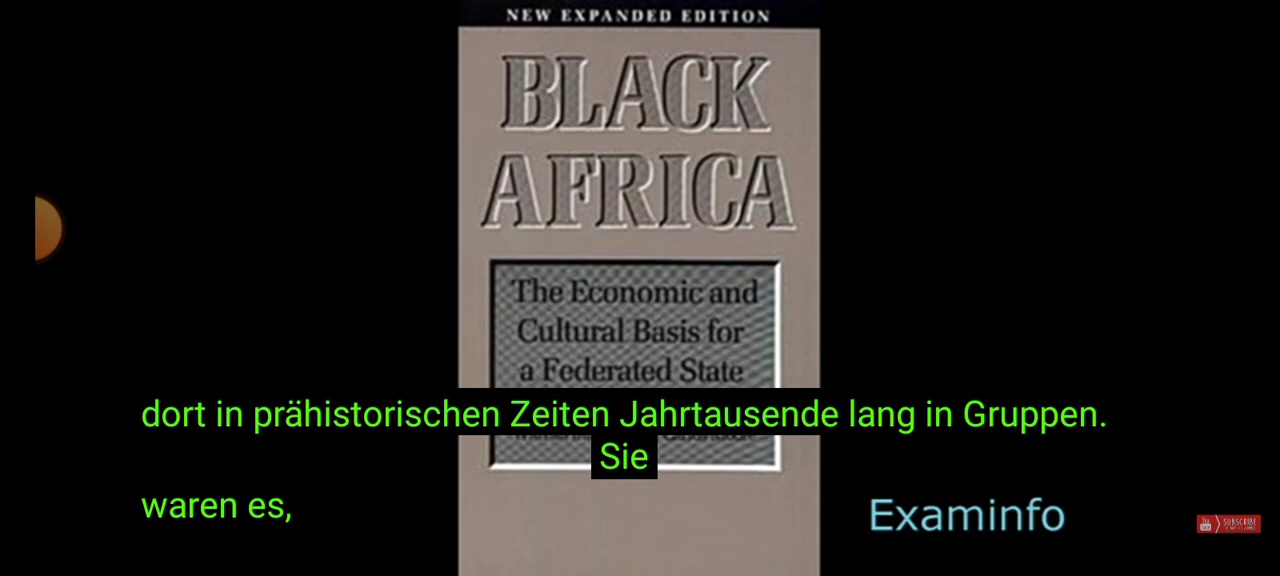 NEW EXPANDED EDITION
BLACK
AFRICA
The Economic and
Cultural Basis for
a Federated State
dort in prähistorischen Zeiten Jahrtausende lang in Gruppen.
Sie
waren es,
Examinfo
SUBSCRIBE